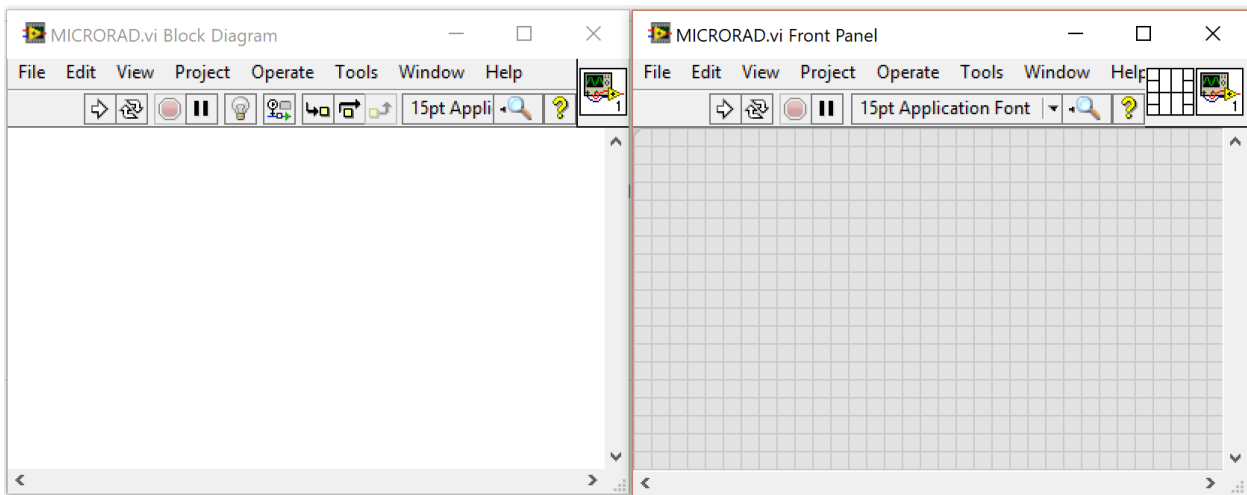 MICRORAD.vi Block Diagram
File Edit View Project Operate Tools Window Help
15pt Appli
1
MICRORAD.vi Front Panel
File Edit View Project Operate Tools Window Help
15pt Application Font
1